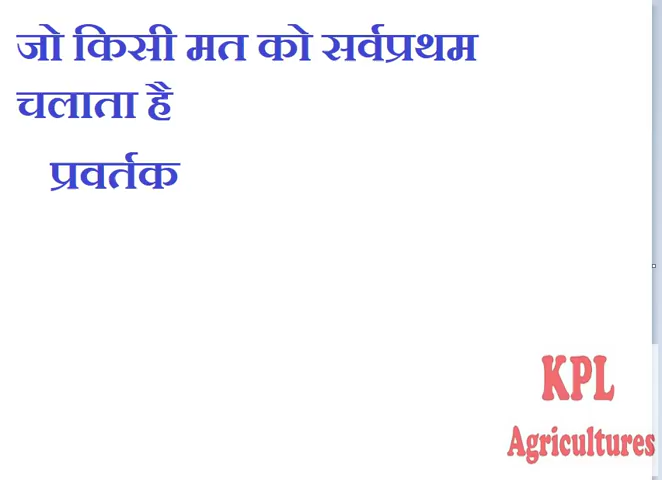 जो किसी मत को सर्वप्रथम
चलाता है
प्रवर्तक
KPL
Agricultures